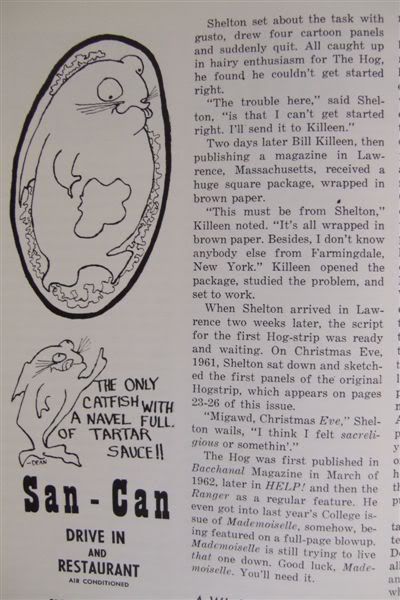 Shelton set about the task with
gusto, drew four cartoon panels
and suddenly quit. All caught up
in hairy enthusiasm for The Hog,
he found he couldn't get started
right.
"The trouble here," said Shel-
ton, "is that I can't get started
right. I'll send it to Killeen."
Two days later Bill Killeen, then
publishing a magazine in Law-
rence, Massachusetts, received a
huge square package, wrapped in
brown paper.
"This must be from Shelton,"
Killeen noted. "It's all wrapped in
brown paper. Besides, I don't know
anybody else from Farmingdale,
New York." Killeen opened the
package, studied the problem, and
set to work.
When Shelton arrived in Law-
rence two weeks later, the script
for the first Hog-strip was ready
and waiting. On Christmas Eve,
1961, Shelton sat down and sketch-
ed the first panels of the original
Hogstrip, which appears on pages
23-26 of this issue.
"Migawd, Christmas Eve," Shel-
ton wails, "I think I felt sacreli-
gious or somethin'."
The Hog was first published in
Bacchanal Magazine in March of
1962, later in HELP! and then the
Ranger as a regular feature. He
even got into last year's College is-
sue of Mademoiselle, somehow, be-
ing featured on a full-page blowup.
Mademoiselle is still trying to live
that one down. Good luck, Made-
moiselle. You'll need it.
THE ONLY
CATFISH WITH
A NAVEL FULL
OF TARTAR
SAUCE!!
-DEAN
San - Can
DRIVE IN
AND
RESTAURANT
AIR CONDITIONED